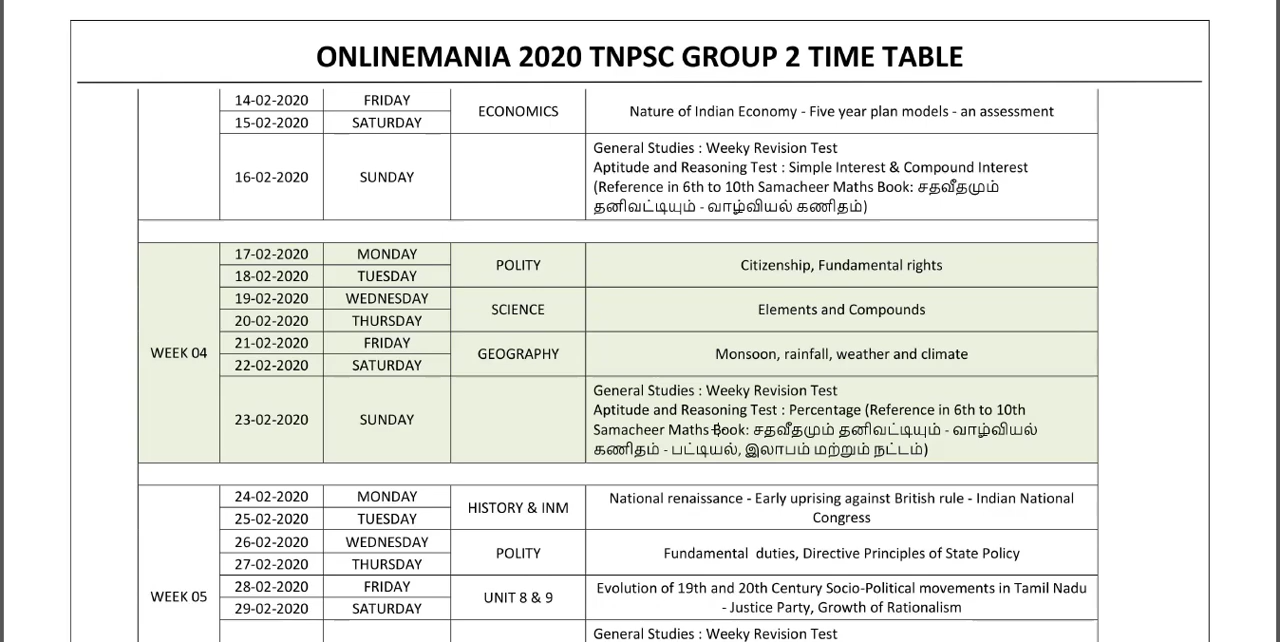 ONLINEMANIA 2020 TNPSC GROUP 2 TIME TABLE
14-02-2020 FRIDAY
ECONOMICS Nature of Indian Economy - Five year plan models - an assessment
15-02-2020 SATURDAY
General Studies : Weeky Revision Test
Aptitude and Reasoning Test : Simple Interest & Compound Interest
16-02-2020 SUNDAY
(Reference in 6th to 10th Samacheer Maths Book: சதவீதமும்
தனிவட்டியும் - வாழ்வியல் கணிதம்)
17-02-2020 MONDAY
POLITY Citizenship, Fundamental rights
18-02-2020 TUESDAY
19-02-2020 WEDNESDAY
SCIENCE Elements and Compounds
20-02-2020 THURSDAY
21-02-2020 FRIDAY
WEEK 04 GEOGRAPHY Monsoon, rainfall, weather and climate
22-02-2020 SATURDAY
General Studies : Weeky Revision Test
Aptitude and Reasoning Test : Percentage (Reference in 6th to 10th
23-02-2020 SUNDAY
Samacheer Maths Book: சதவீதமும் தனிவட்டியும் - வாழ்வியல்
கணிதம் - பட்டியல், இலாபம் மற்றும் நட்டம்)
24-02-2020 MONDAY
National renaissance - Early uprising against British rule - Indian National
HISTORY & INM
Congress
25-02-2020 TUESDAY
26-02-2020 WEDNESDAY
POLITY Fundamental duties, Directive Principles of State Policy
27-02-2020 THURSDAY
28-02-2020 FRIDAY
Evolution of 19th and 20th Century Socio-Political movements in Tamil Nadu
WEEK 05 UNIT 8 & 9
- Justice Party, Growth of Rationalism
29-02-2020 SATURDAY
General Studies : Weeky Revision Test